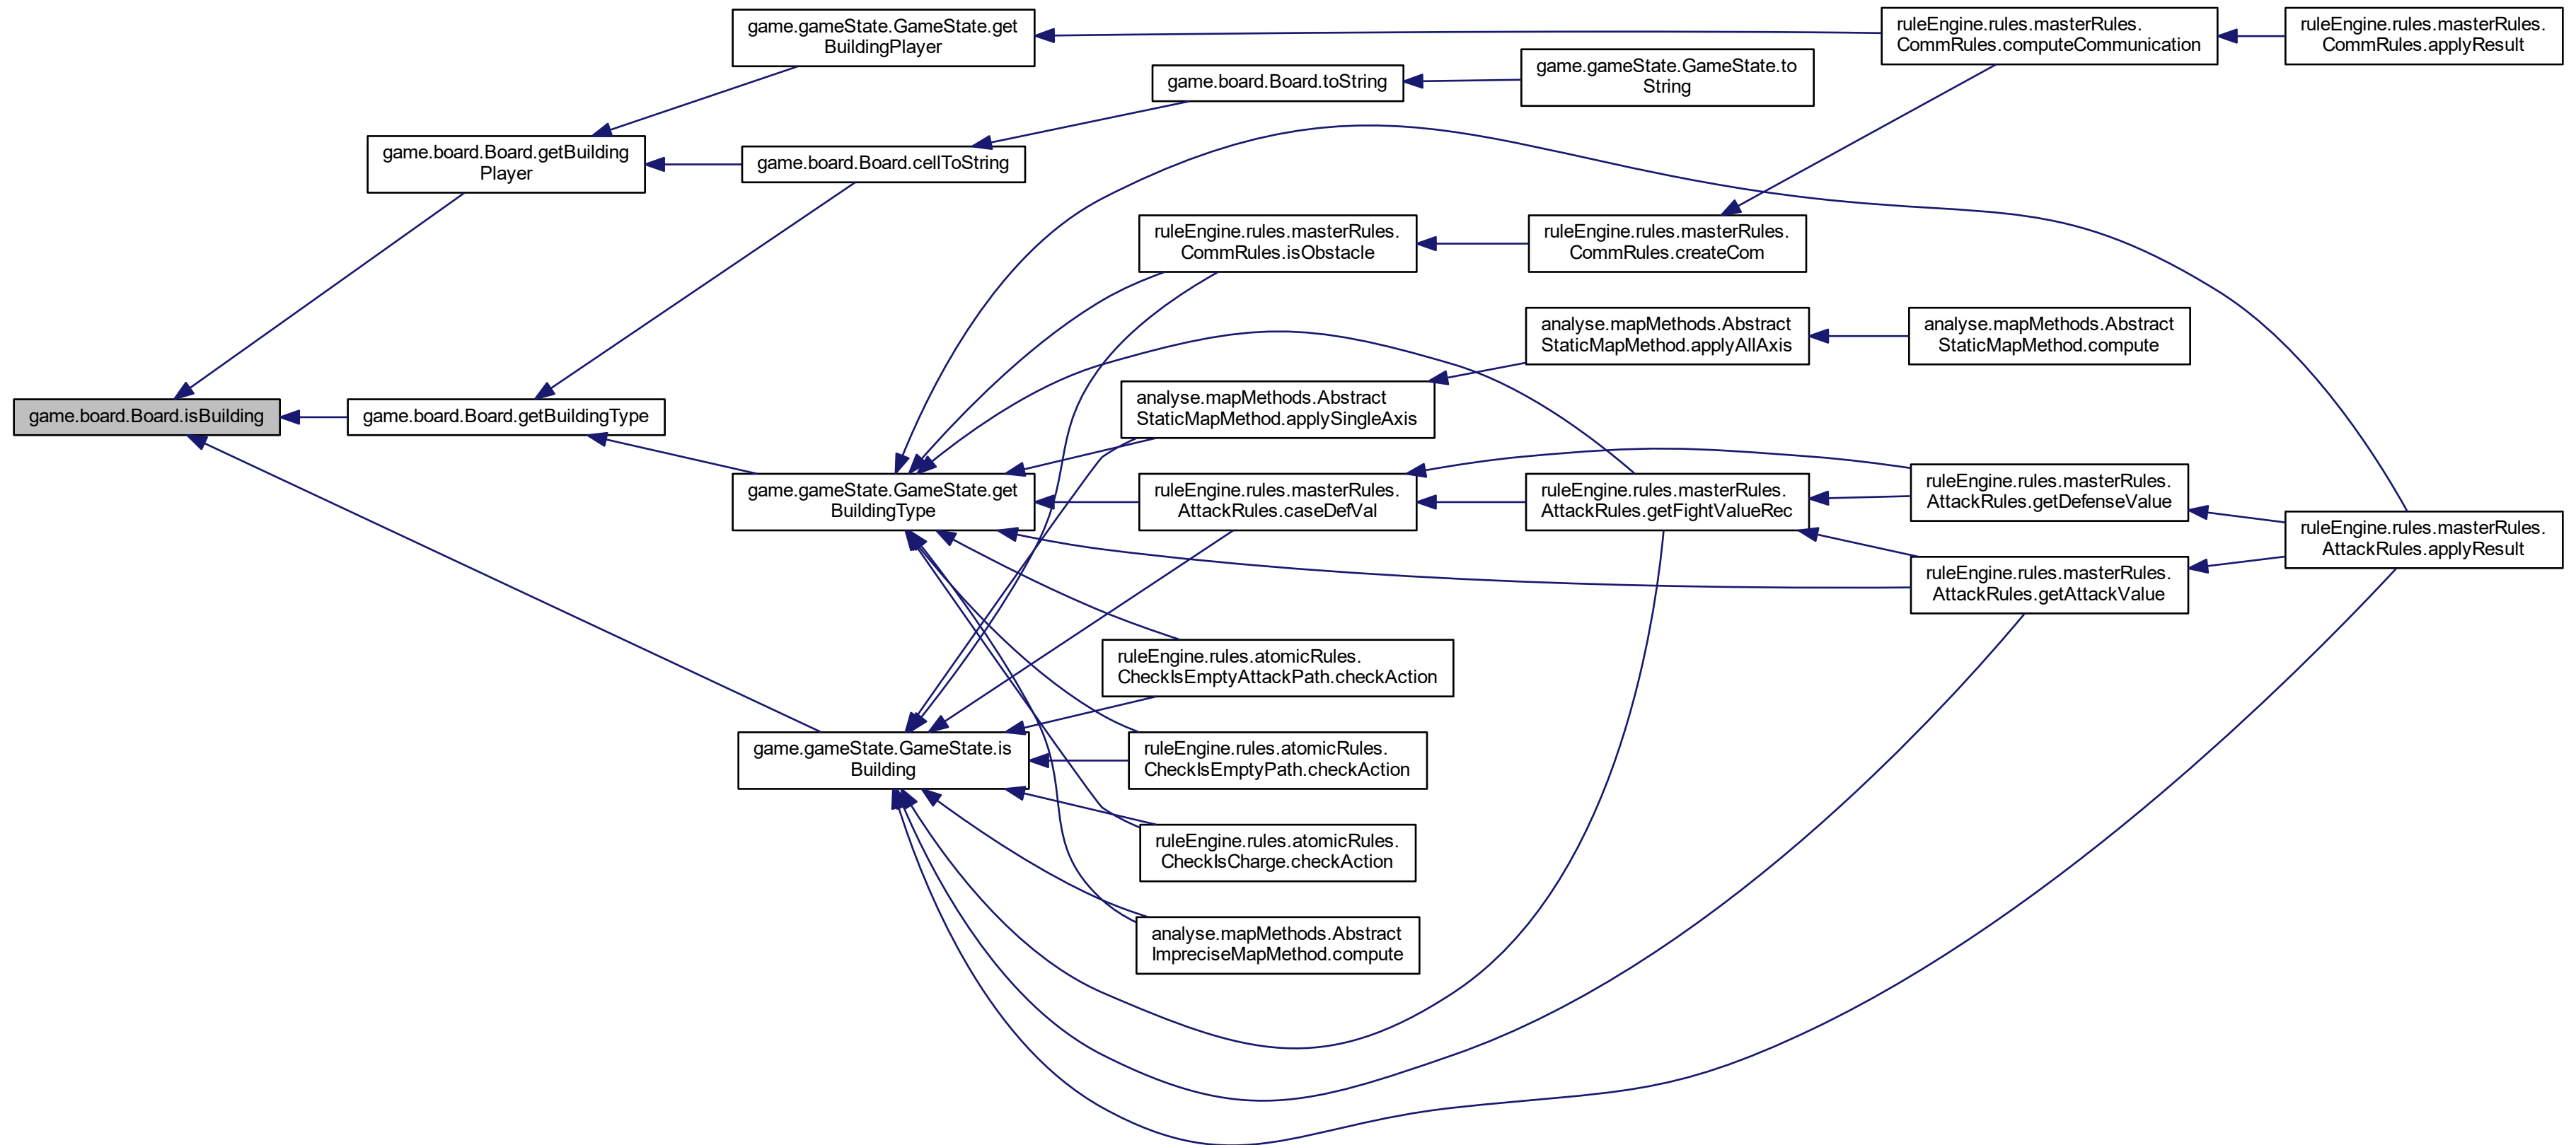 game.gameState.GameState.get
BuildingPlayer
ruleEngine.rules.masterRules.
CommRules.computeCommunication
ruleEngine.rules.masterRules.
CommRules.applyResult
game.board.Board.toString
game.gameState.GameState.to
String
game.board.Board.getBuilding
Player
game.board.Board.cellToString
ruleEngine.rules.masterRules.
CommRules.isObstacle
ruleEngine.rules.masterRules.
CommRules.createCom
analyse.mapMethods.Abstract
StaticMapMethod.applyAllAxis
analyse.mapMethods.Abstract
StaticMapMethod.compute
game.board.Board.isBuilding
game.board.Board.getBuildingType
analyse.mapMethods.Abstract
StaticMapMethod.applySingleAxis
game.gameState.GameState.get
BuildingType
ruleEngine.rules.masterRules.
AttackRules.caseDefVal
ruleEngine.rules.masterRules.
AttackRules.getFightValueRec
ruleEngine.rules.masterRules.
AttackRules.getDefenseValue
ruleEngine.rules.masterRules.
AttackRules.applyResult
ruleEngine.rules.masterRules.
AttackRules.getAttackValue
ruleEngine.rules.atomicRules.
CheckIsEmptyAttackPath.checkAction
game.gameState.GameState.is
Building
ruleEngine.rules.atomicRules.
CheckIsEmptyPath.checkAction
ruleEngine.rules.atomicRules.
CheckIsCharge.checkAction
analyse.mapMethods.Abstract
ImpreciseMapMethod.compute